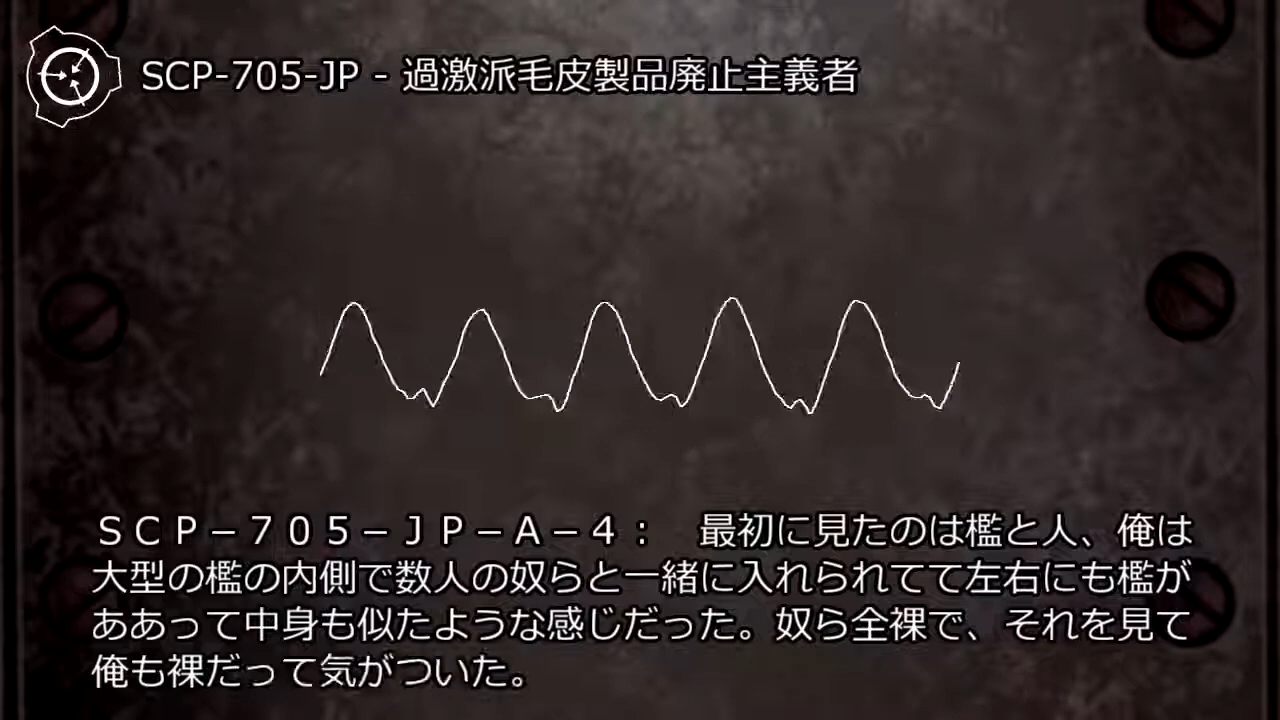 SCP-705-JP - 過激派毛皮製品廃止主義者
ＳＣＰ－７０５－ＪＰ－Ａ－４：　最初に見たのは檻と人、俺は
大型の檻の内側で数人の奴らと一緒に入れられてて左右にも檻が
ああって中身も似たような感じだった。奴ら全裸で、それを見て
俺も裸だって気がついた。